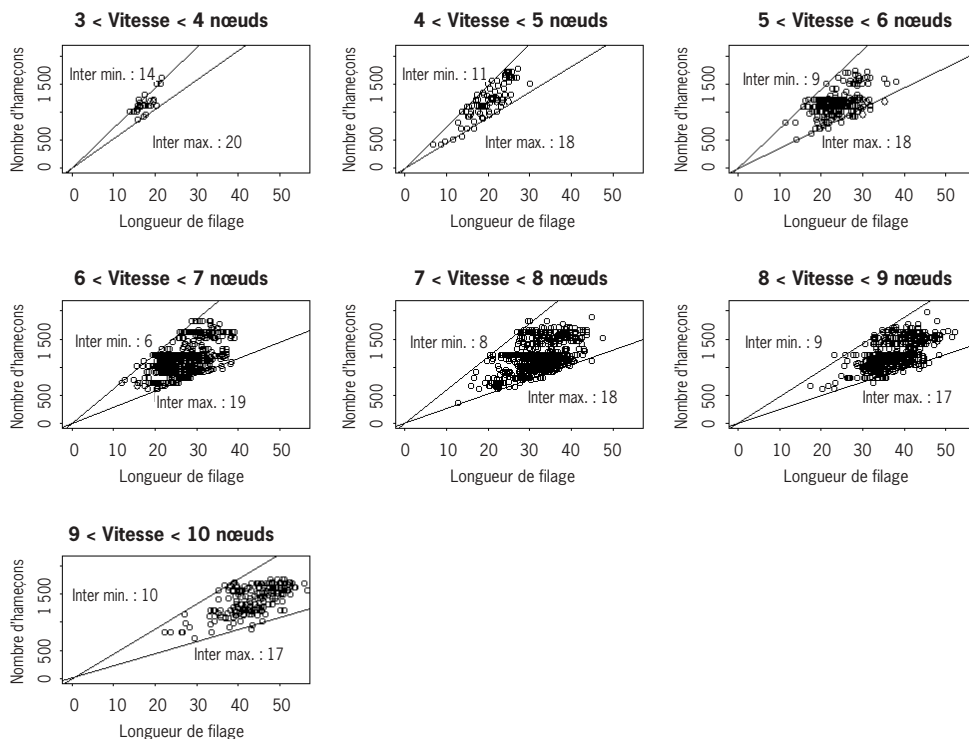 3 < Vitesse < 4 nœuds
Nombre d'hameçons
1 500
1 000
500
0
Inter min. : 14
Inter max. : 20
0 10 20 30 40 50
Longueur de filage
4 < Vitesse < 5 nœuds
Nombre d'hameçons
1 500
1 000
500
0
Inter min. : 11
Inter max. : 18
0 10 20 30 40 50
Longueur de filage
5 < Vitesse < 6 nœuds
Nombre d'hameçons
1 500
1 000
500
0
Inter min. : 9
Inter max. : 18
0 10 20 30 40 50
Longueur de filage
6 < Vitesse < 7 nœuds
Nombre d'hameçons
1 500
500
0
Inter min. : 6
Inter max. : 19
0 10 20 30 40 50
Longueur de filage
7 < Vitesse < 8 nœuds
Nombre d'hameçons
1 500
500
0
Inter min. : 8
Inter max. : 18
0 10 20 30 40 50
Longueur de filage
8 < Vitesse < 9 nœuds
Nombre d'hameçons
1 500
500
0
Inter min. : 9
Inter max. : 17
0 10 20 30 40 50
Longueur de filage
9 < Vitesse < 10 nœuds
Nombre d'hameçons
1 500
500
0
Inter min. : 10
Inter max. : 17
0 10 20 30 40 50
Longueur de filage